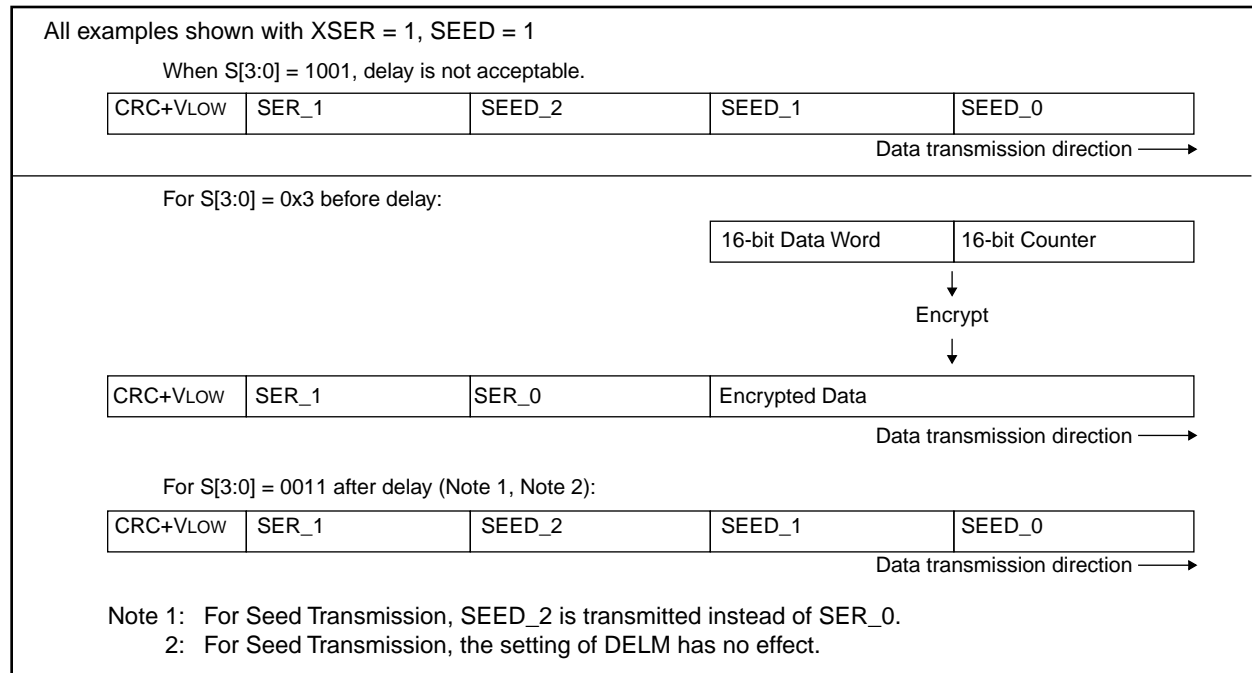 All examples shown with XSER = 1, SEED = 1
When S[3:0] = 1001, delay is not acceptable.
CRC+VLOW SER_1 SEED_2 SEED_1 SEED_0
Data transmission direction
For S[3:0] = 0x3 before delay:
16-bit Data Word 16-bit Counter
Encrypt
CRC+VLOW SER_1 SER_0 Encrypted Data
Data transmission direction
For S[3:0] = 0011 after delay (Note 1, Note 2):
CRC+VLOW SER_1 SEED_2 SEED_1 SEED_0
Data transmission direction
Note 1: For Seed Transmission, SEED_2 is transmitted instead of SER_0.
2: For Seed Transmission, the setting of DELM has no effect.